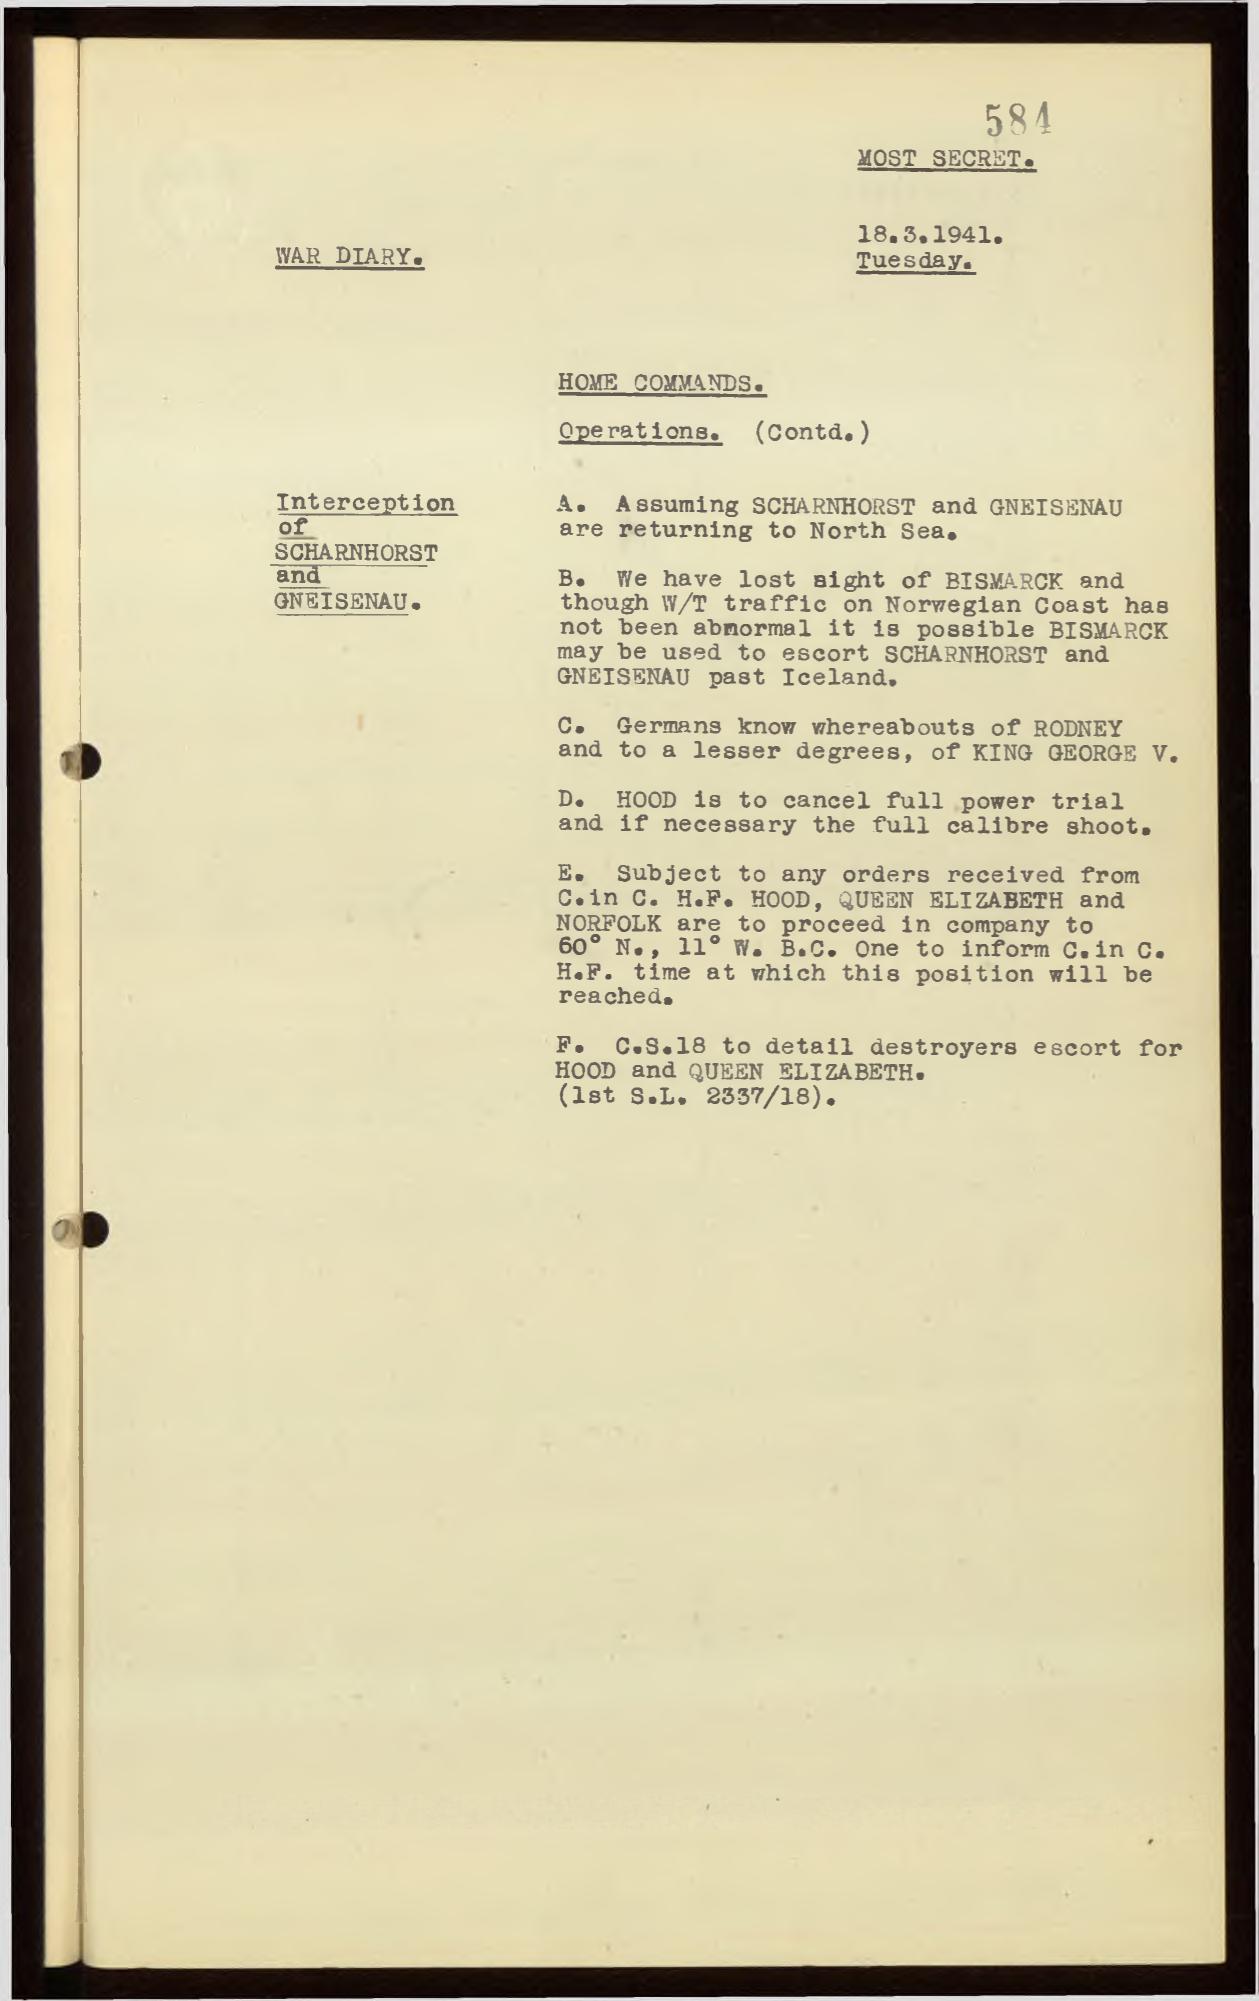 584
MOST SECRET.
18.3.1941.
Tuesday.
WAR DIARY.
HOME COMMANDS.
Operations. (Contd.)
Interception
of
SCHARNHORST
and
GNEISENAU.
A. Assuming SCHARNHORST and GNEISENAU
are returning to North Sea.
B. We have lost sight of BISMARCK and
though W/T traffic on Norwegian Coast has
not been abnormal it is possible BISMARCK
may be used to escort SCHARNHORST and
GNEISENAU past Iceland.
C. Germans know whereabouts of RODNEY
and to a lesser degrees, of KING GEORGE V.
D. HOOD is to cancel full power trial
and if necessary the full calibre shoot.
E. Subject to any orders received from
C.in C. H.F. HOOD, QUEEN ELIZABETH and
NORFOLK are to proceed in company to
60° N., 11° W. B.C. One to inform C.in C.
H.F. time at which this position will be
reached.
F. C.S.18 to detail destroyers escort for
HOOD and QUEEN ELIZABETH.
(1st S.L. 2337/18).